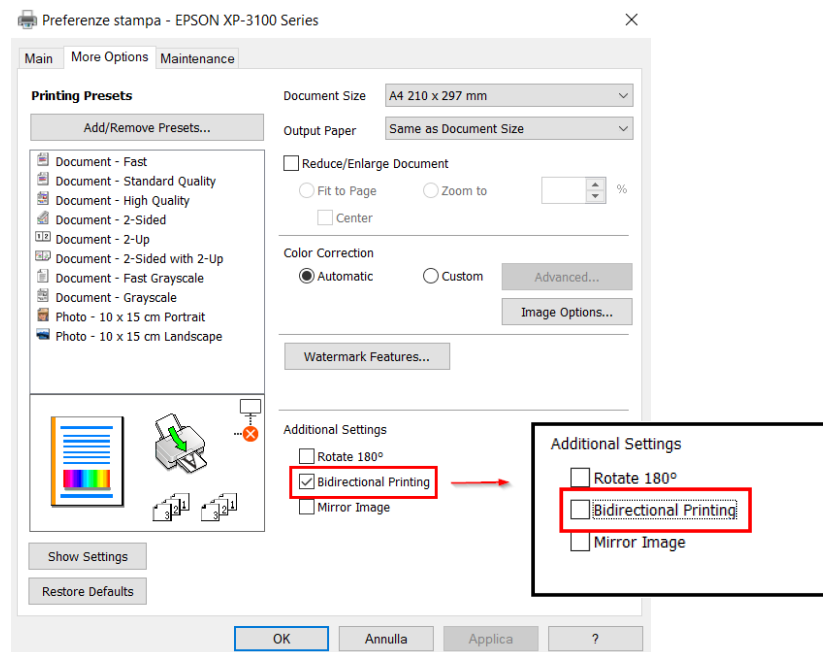 Preferenze stampa - EPSON XP-3100 Series
Main
More Options
Maintenance
Printing Presets
Add/Remove Presets...
Document - Fast
Document - Standard Quality
Document - High Quality
Document - 2-Sided
Document - 2-Up
Document - 2-Sided with 2-Up
Document - Fast Grayscale
Document - Grayscale
Photo - 10 x 15 cm Portrait
Photo - 10 x 15 cm Landscape
Show Settings
Restore Defaults
Document Size
A4 210 x 297 mm
Output Paper
Same as Document Size
Reduce/Enlarge Document
Fit to Page
Zoom to
%
Center
Color Correction
Automatic
Custom
Advanced...
Image Options...
Watermark Features...
Additional Settings
Rotate 180°
Bidirectional Printing
Mirror Image
Additional Settings
Rotate 180°
Bidirectional Printing
Mirror Image
OK
Annulla
Applica
?